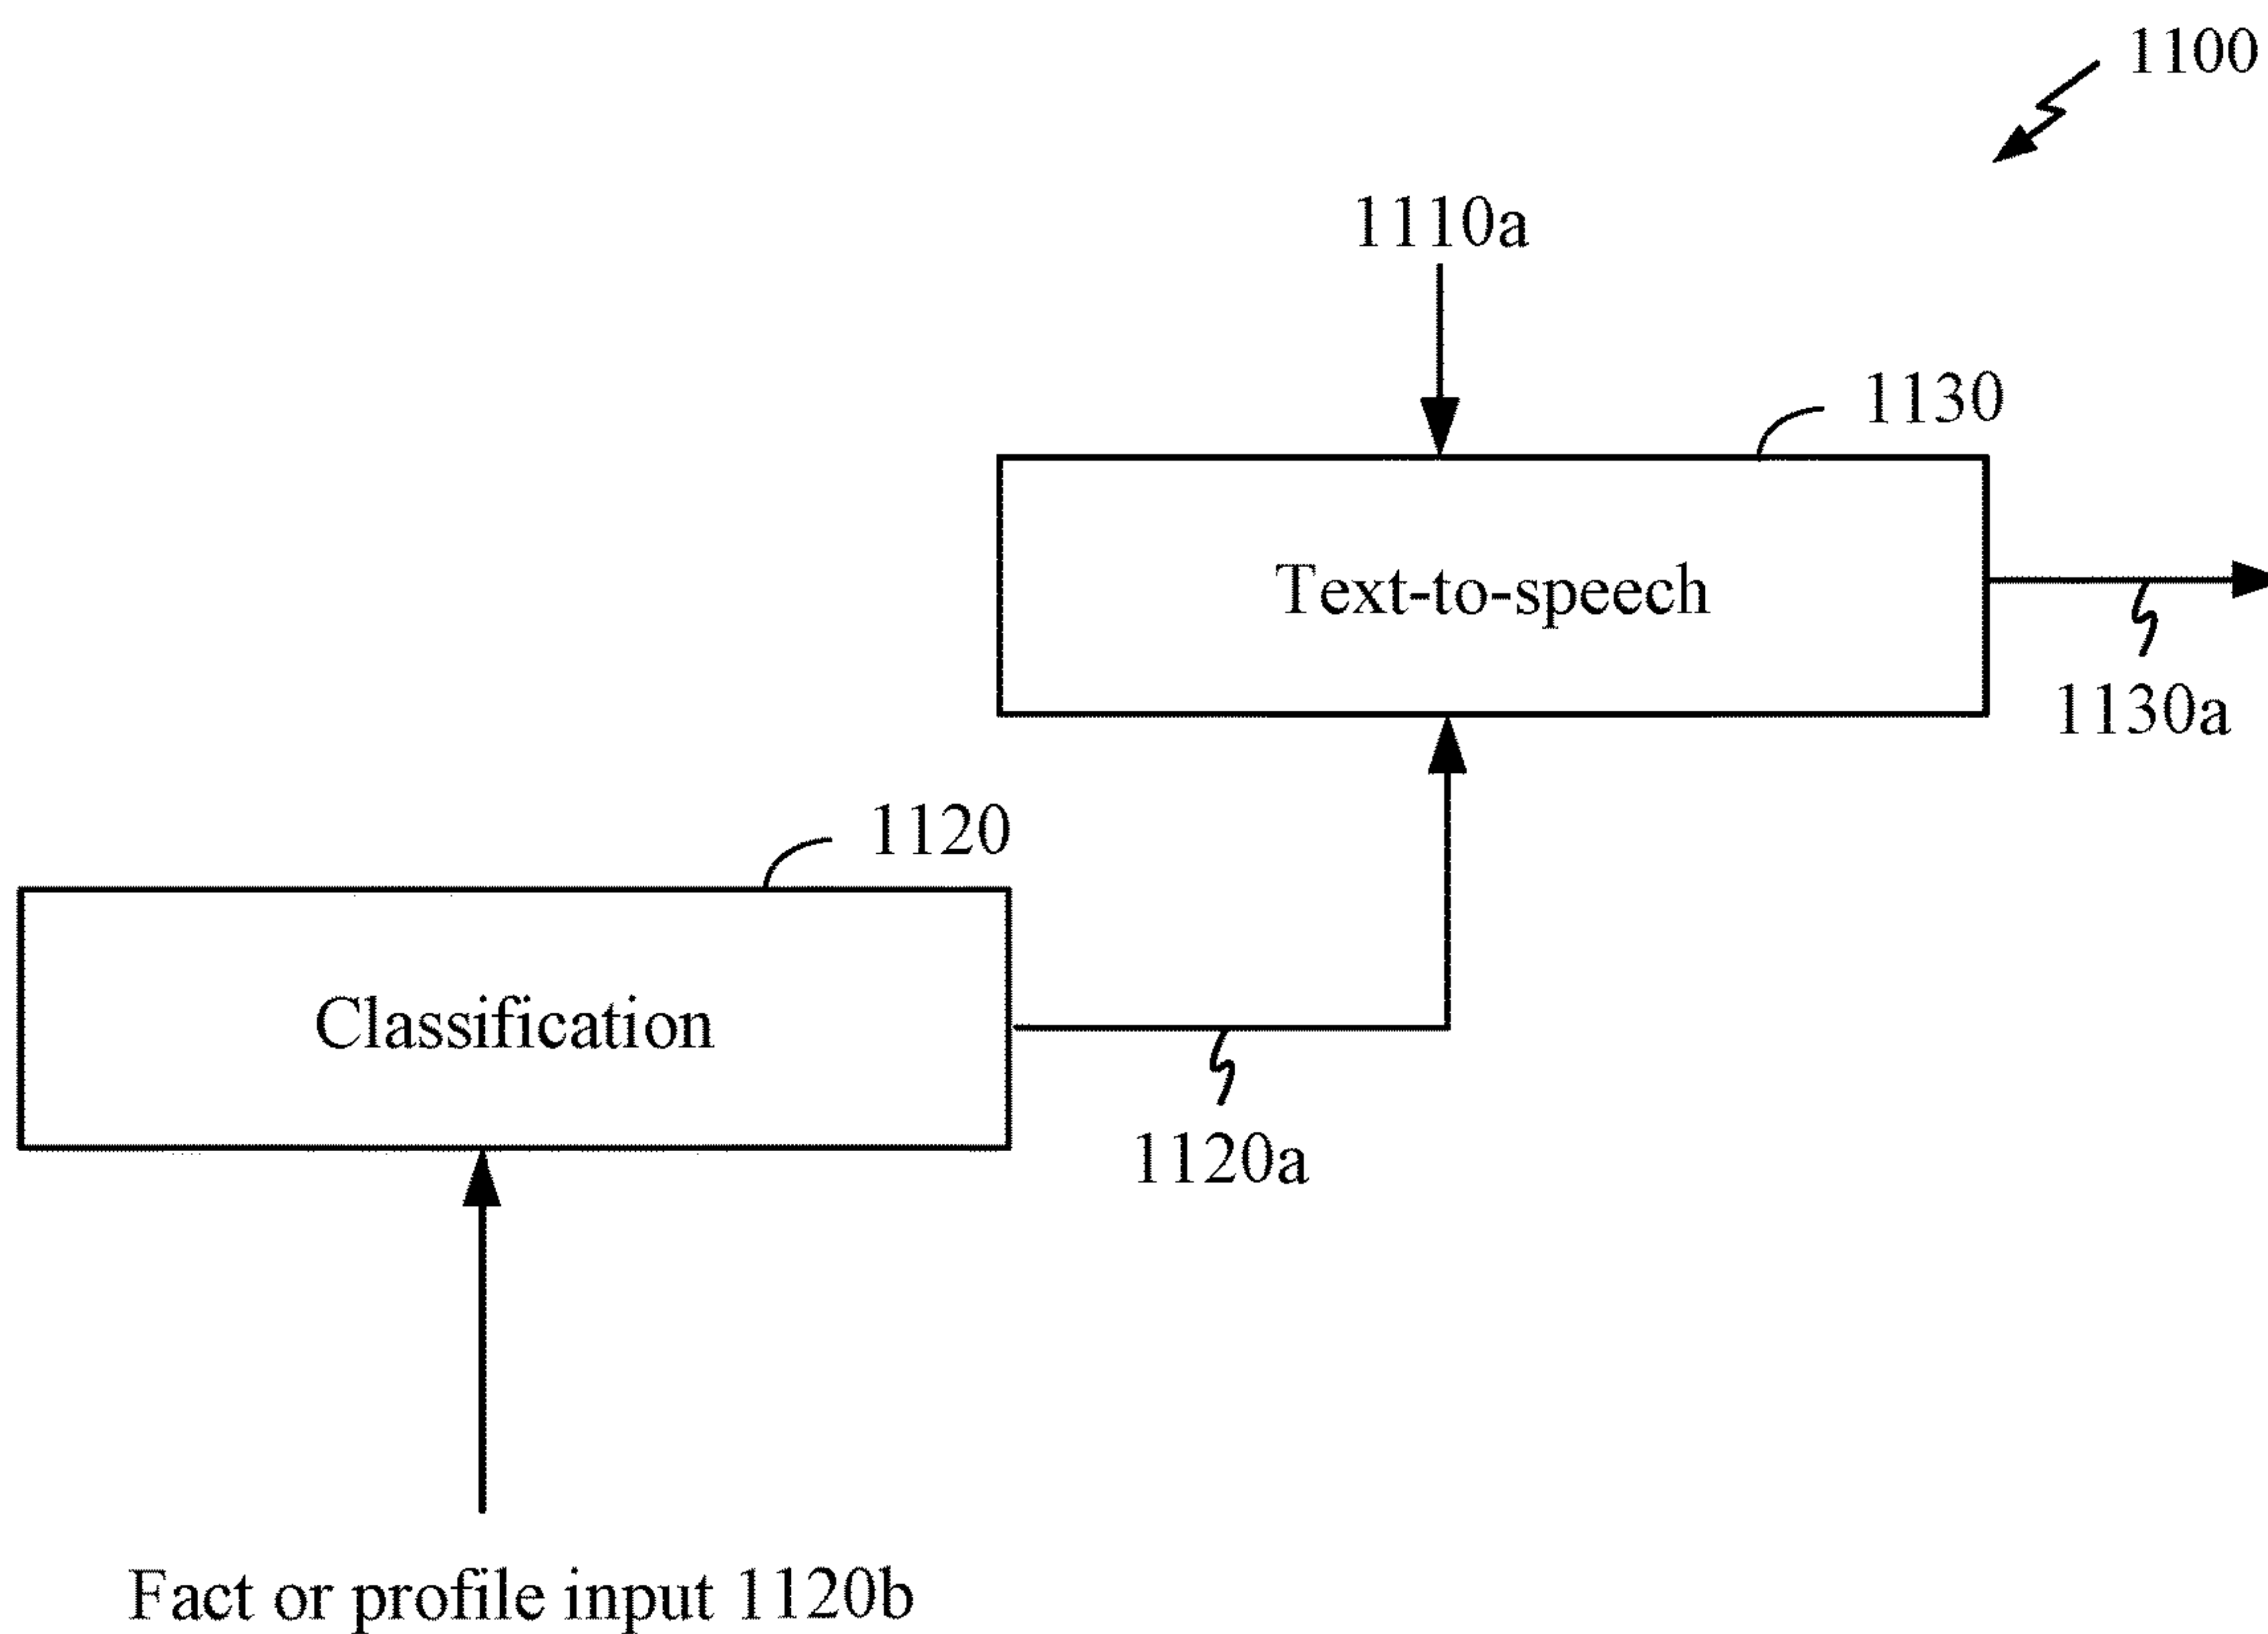 1100
1110a
1130
Text-to-speech
1130a
1120
Classification
1120a
Fact or profile input 1120b